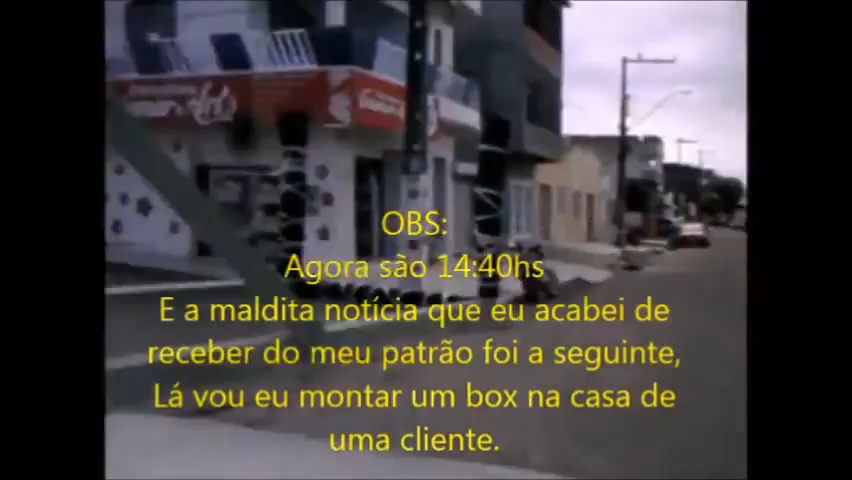 OBS:
Agora são 14:40hs
E a maldita notícia que eu acabei de
receber do meu patrão foi a seguinte,
Lá vou eu montar um box na casa de
uma cliente.